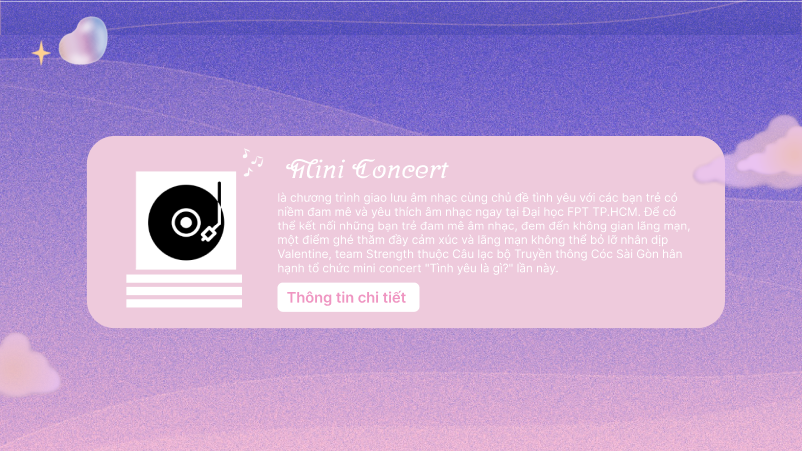 Mini Concert
là chương trình giao lưu âm nhạc cùng chủ đề tình yêu với các bạn trẻ có
niềm đam mê và yêu thích âm nhạc ngay tại Đại học FPT TP.HCM. Để có
thể kết nối những bạn trẻ đam mê âm nhạc, đem đến không gian lãng mạn,
một điểm ghé thăm đầy cảm xúc và lãng mạn không thể bỏ lỡ nhân dịp
Valentine, team Strength thuộc Câu lạc bộ Truyền thông Cóc Sài Gòn hân
hạnh tổ chức mini concert "Tình yêu là gì?" lần này.
Thông tin chi tiết